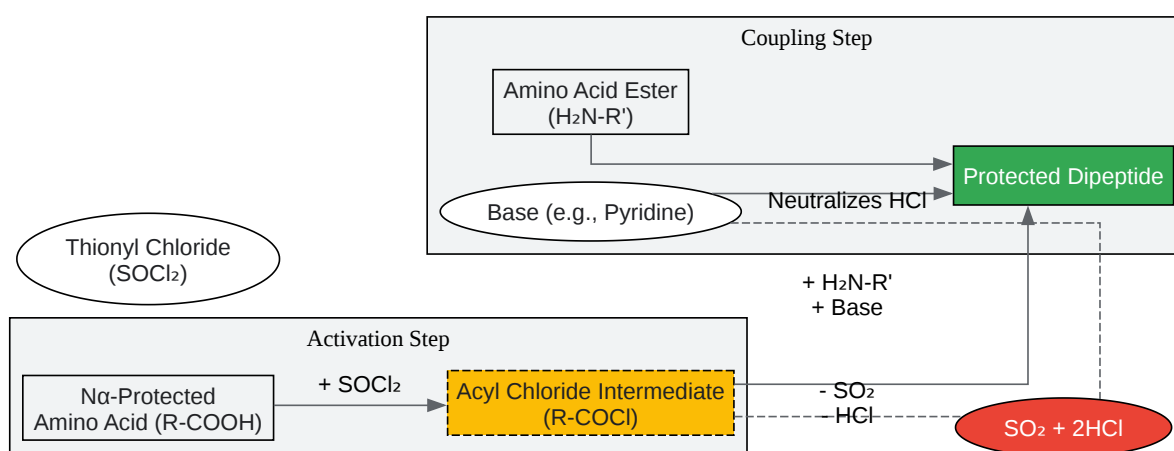 Coupling Step
Amino Acid Ester
(H₂N-R')
Protected Dipeptide
Base (e.g., Pyridine)
Neutralizes HCl
Thionyl Chloride
(SOCl₂)
+ H₂N-R'
+ Base
Activation Step
Nα-Protected
Amino Acid (R-COOH)
+ SOCl₂
Acyl Chloride Intermediate
(R-COCl)
- SO₂
- HCl
SO₂ + 2HCl